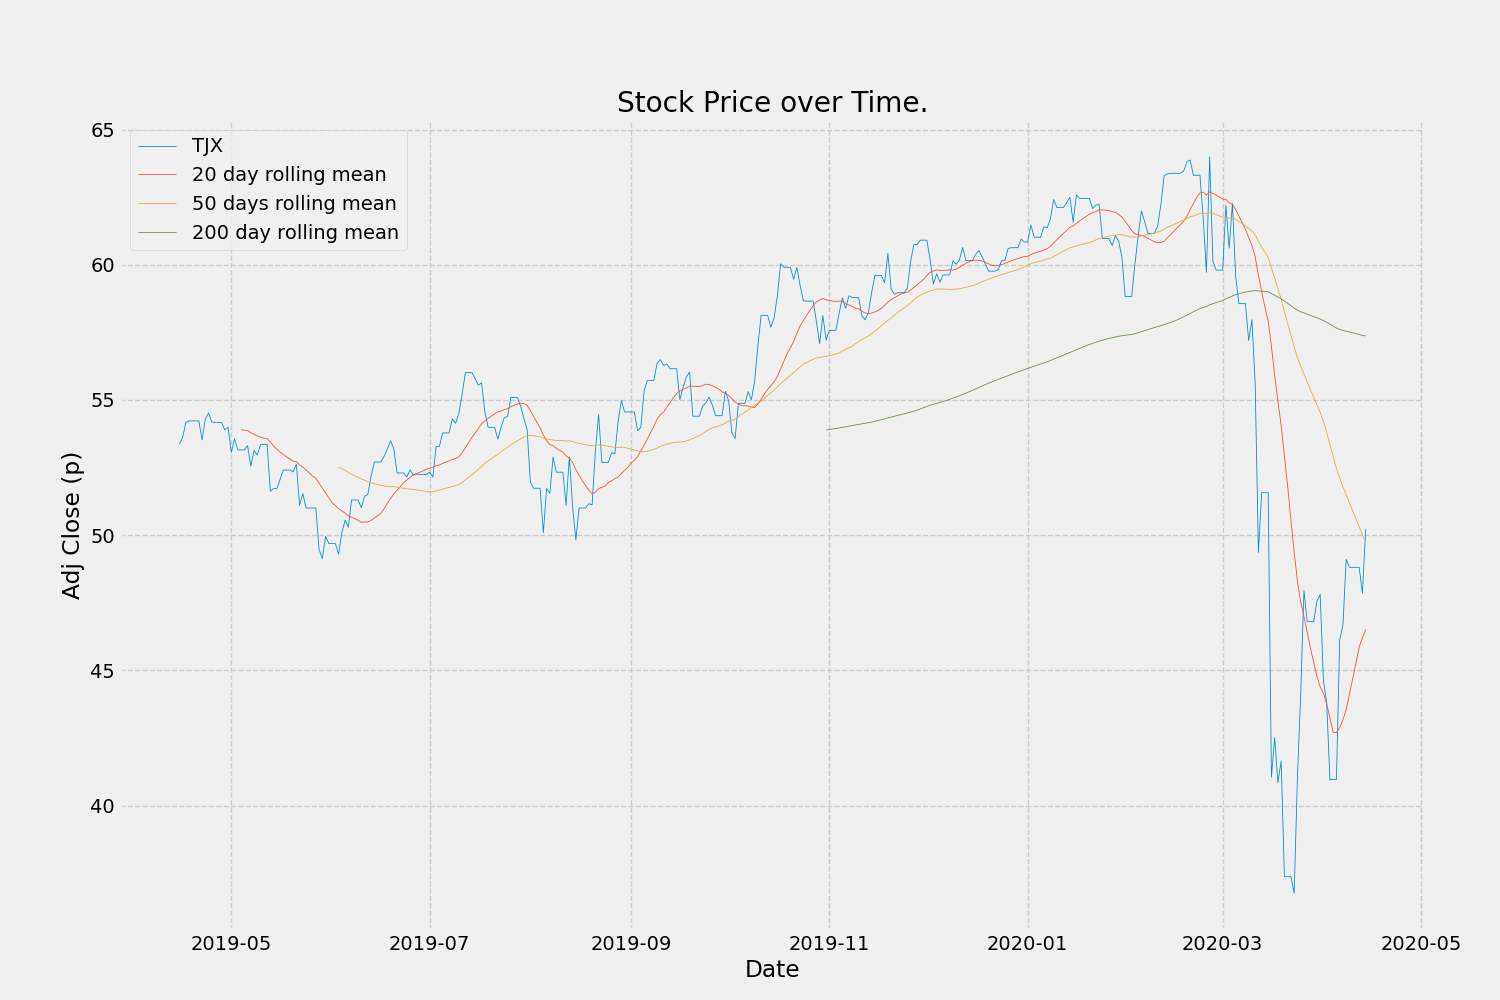 Stock Price over Time.
TJX
20 day rolling mean
50 days rolling mean
200 day rolling mean
Adj Close (p)
65
60
55
50
45
40
2019-05
2019-07
2019-09
2019-11
2020-01
2020-03
2020-05
Date